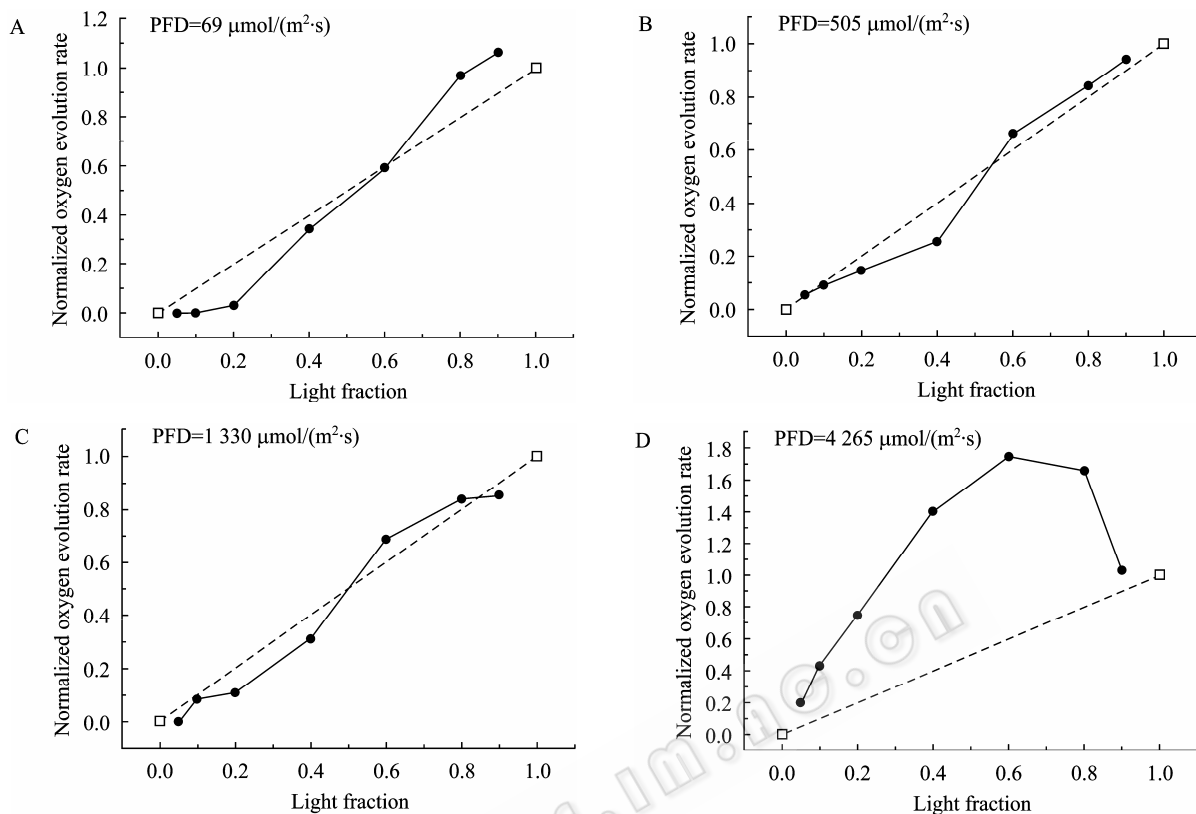 A
PFD=69 μmol/(m²·s)
Normalized oxygen evolution rate
1.2
1.0
0.8
0.6
0.4
0.2
0.0
0.0 0.2 0.4 0.6 0.8 1.0
Light fraction
B
PFD=505 μmol/(m²·s)
Normalized oxygen evolution rate
1.0
0.8
0.6
0.4
0.2
0.0
0.0 0.2 0.4 0.6 0.8 1.0
Light fraction
C
PFD=1 330 μmol/(m²·s)
Normalized oxygen evolution rate
1.0
0.8
0.6
0.4
0.2
0.0
0.0 0.2 0.4 0.6 0.8 1.0
Light fraction
D
PFD=4 265 μmol/(m²·s)
Normalized oxygen evolution rate
1.8
1.6
1.4
1.2
1.0
0.8
0.6
0.4
0.2
0.0
0.0 0.2 0.4 0.6 0.8 1.0
Light fraction
.im.ac.cn